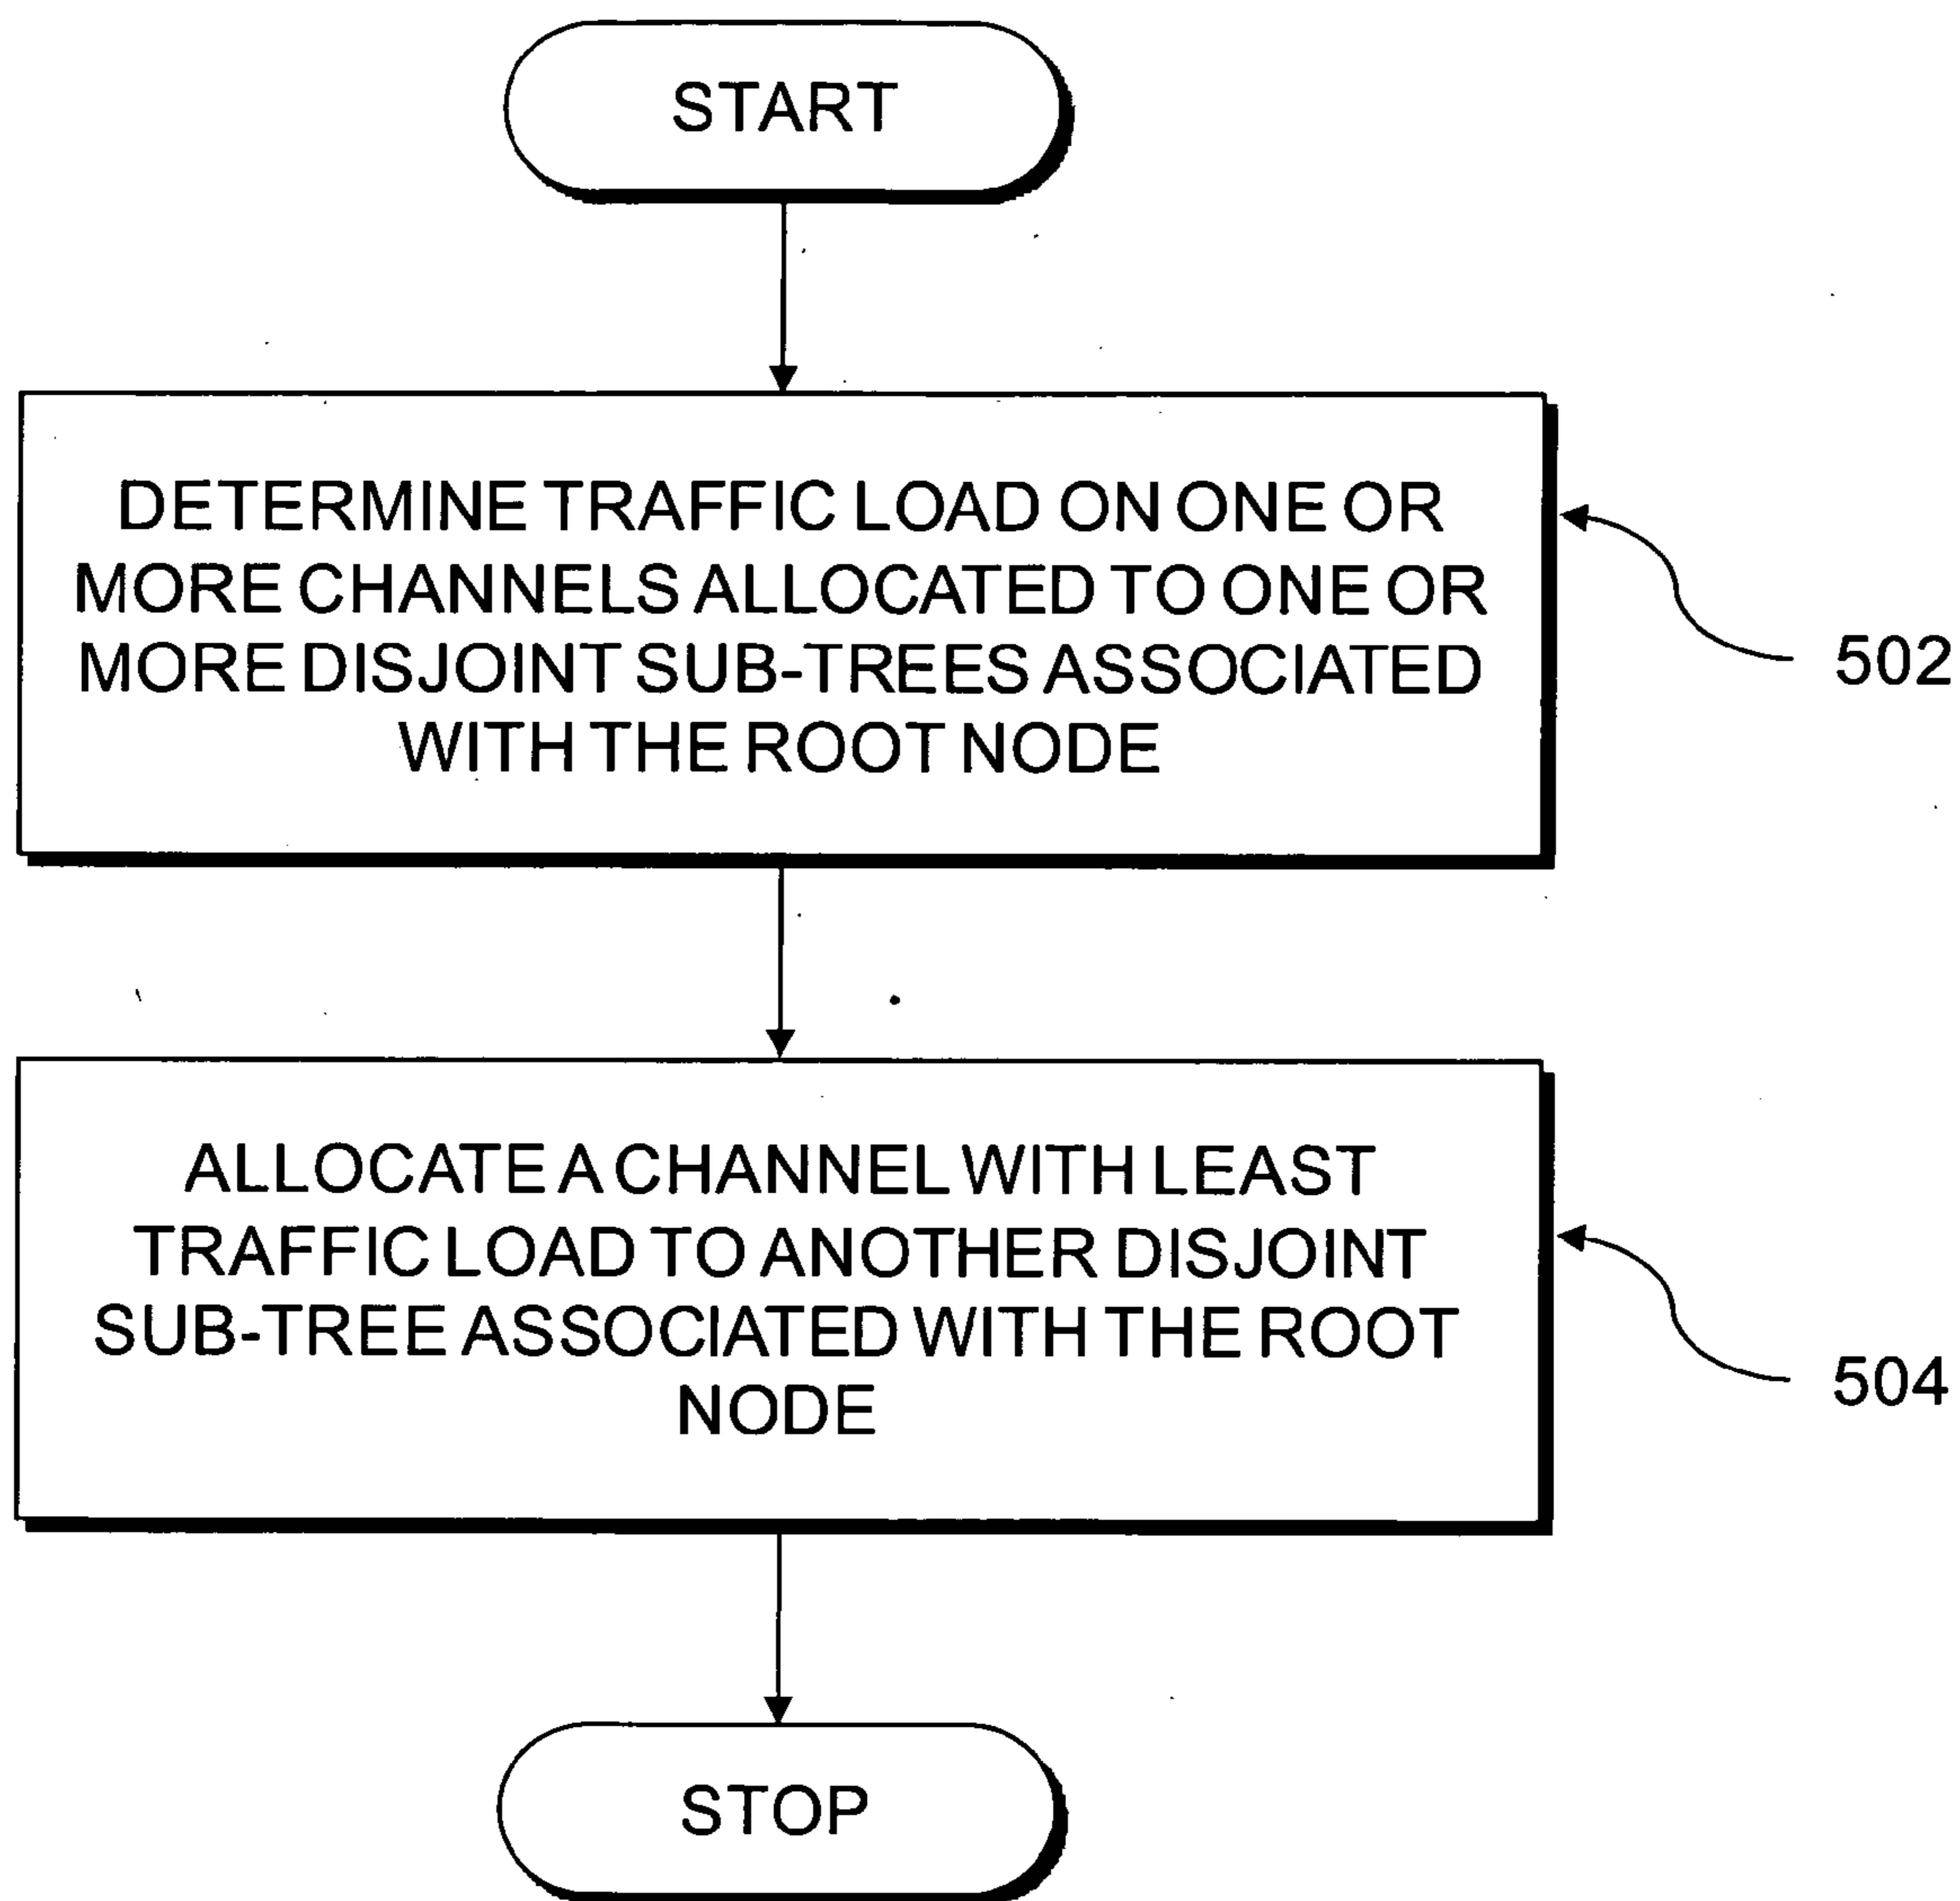 START
DETERMINE TRAFFIC LOAD ON ONE OR
MORE CHANNELS ALLOCATED TO ONE OR
MORE DISJOINT SUB-TREES ASSOCIATED
WITH THE ROOT NODE
502
ALLOCATE A CHANNEL WITH LEAST
TRAFFIC LOAD TO ANOTHER DISJOINT
SUB-TREE ASSOCIATED WITH THE ROOT
NODE
504
STOP